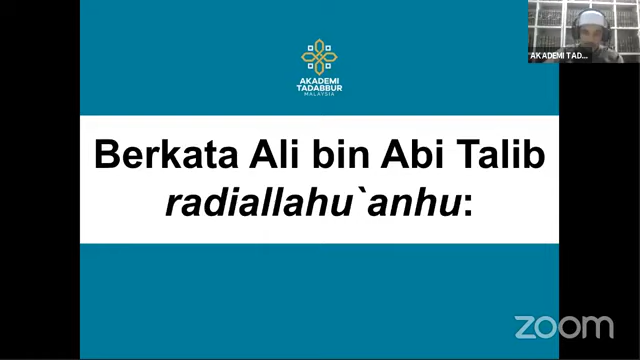 AKADEMI
TADABBUR
MALAYSIA
AKADEMI TAD...
Berkata Ali bin Abi Talib
radiallahu`anhu:
zoom